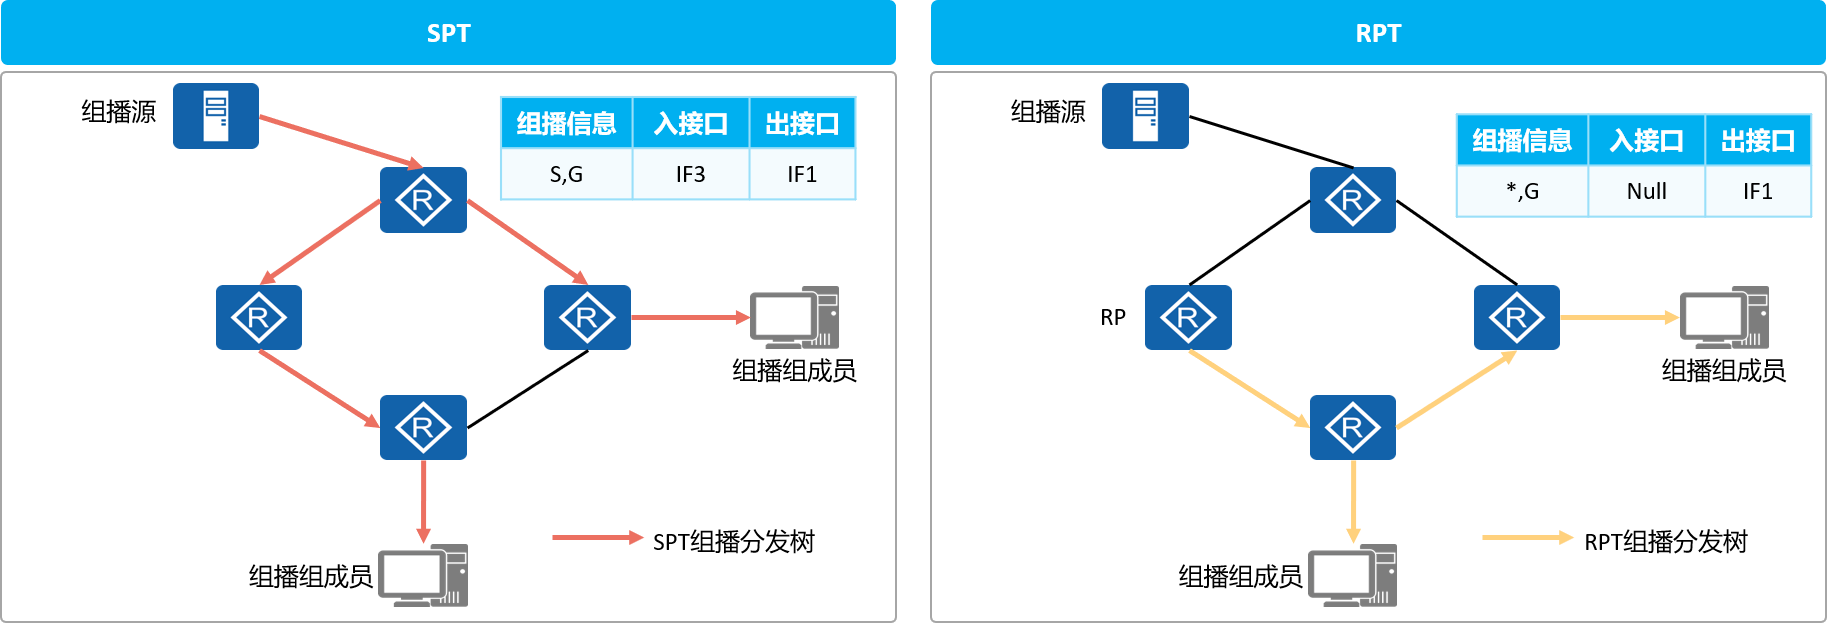 SPT
组播源
组播信息 入接口 出接口
S,G IF3 IF1
R
R
R
组播组成员
R
SPT组播分发树
组播组成员
RPT
组播源
组播信息 入接口 出接口
*,G Null IF1
R
RP
R
R
组播组成员
R
RPT组播分发树
组播组成员